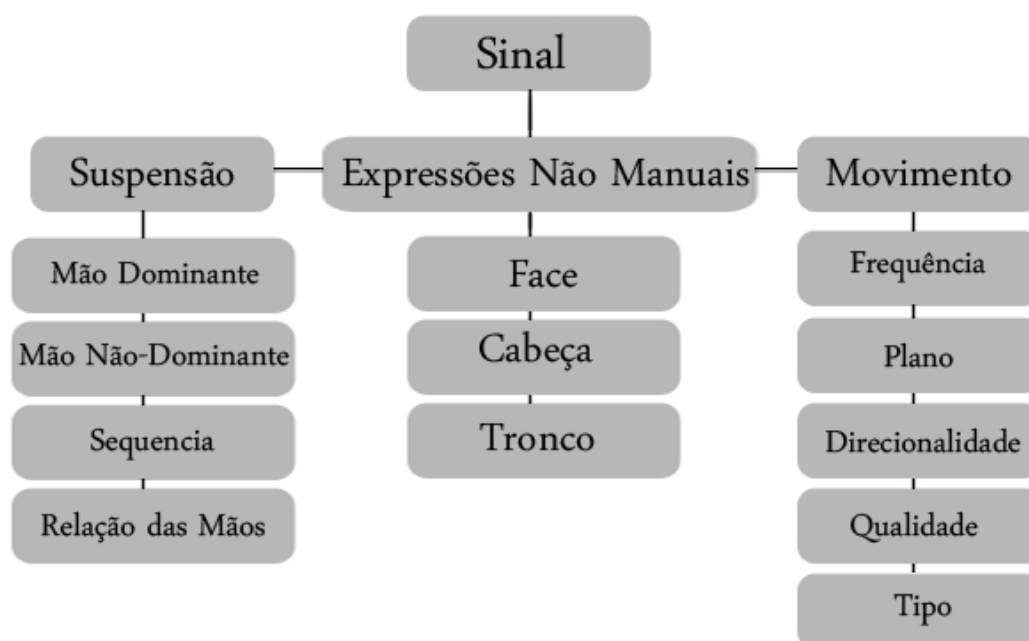 Sinal
Suspensão
Expressões Não Manuais
Movimento
Mão Dominante
Mão Não-Dominante
Sequencia
Relação das Mãos
Face
Cabeça
Tronco
Frequência
Plano
Direcionalidade
Qualidade
Tipo